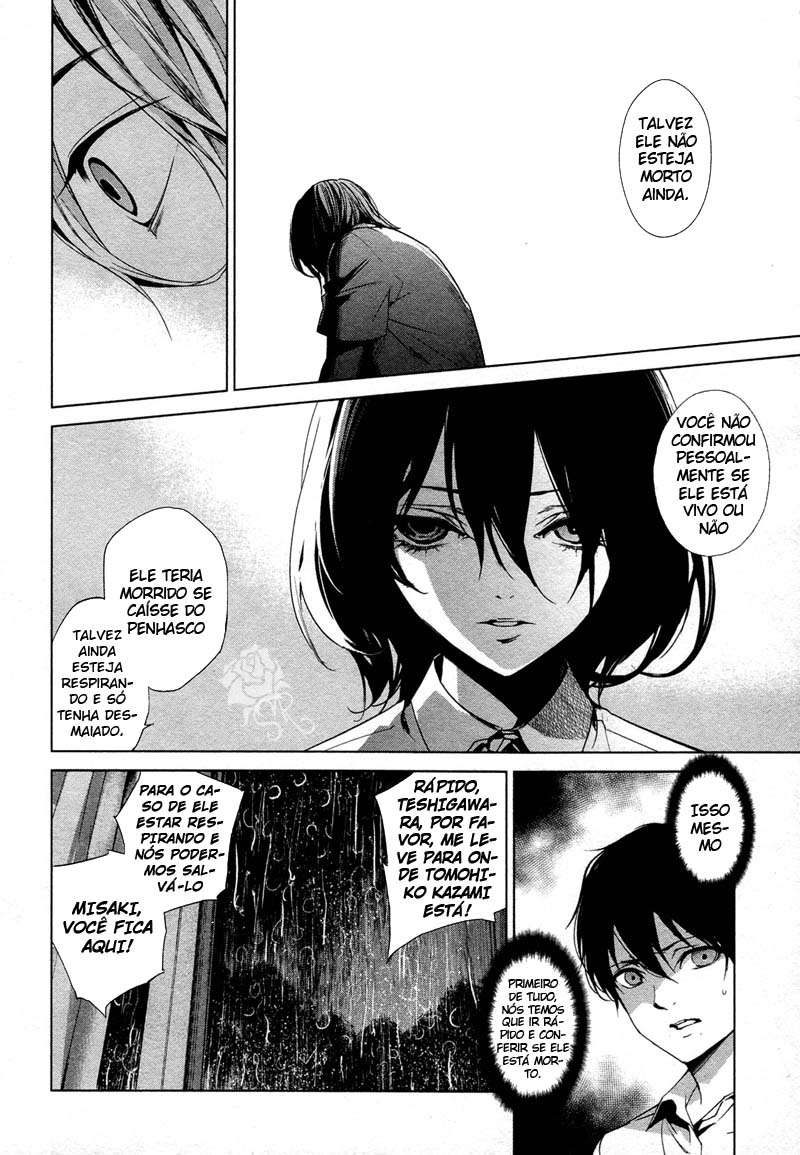 TALVEZ
ELE NÃO
ESTEJA
MORTO
AINDA.
VOCÊ NÃO
CONFIRMOU
PESSOAL-
MENTE SE
ELE ESTÁ
VIVO OU
NÃO
ELE TERIA
MORRIDO SE
CAÍSSE DO
PENHASCO
TALVEZ
AINDA
ESTEJA
RESPIRAN-
DO E SÓ
TENHA DES-
MAIADO.
ISSO
MES-
MO
PRIMEIRO
DE TUDO,
NÓS TEMOS
QUE IR RÁ-
PIDO E CON-
FERIR SE ELE
ESTÁ MOR-
TO.
RÁPIDO,
TESHIGAWA-
RA, POR FA-
VOR, ME LE-
VE PARA ON-
DE TOMOHI-
KO KAZAMI
ESTÁ!
PARA O CA-
SO DE ELE
ESTAR RES-
PIRANDO E
NÓS PODER-
MOS SAL-
VÁ-LO
MISAKI,
VOCÊ FICA
AQUI!
SR